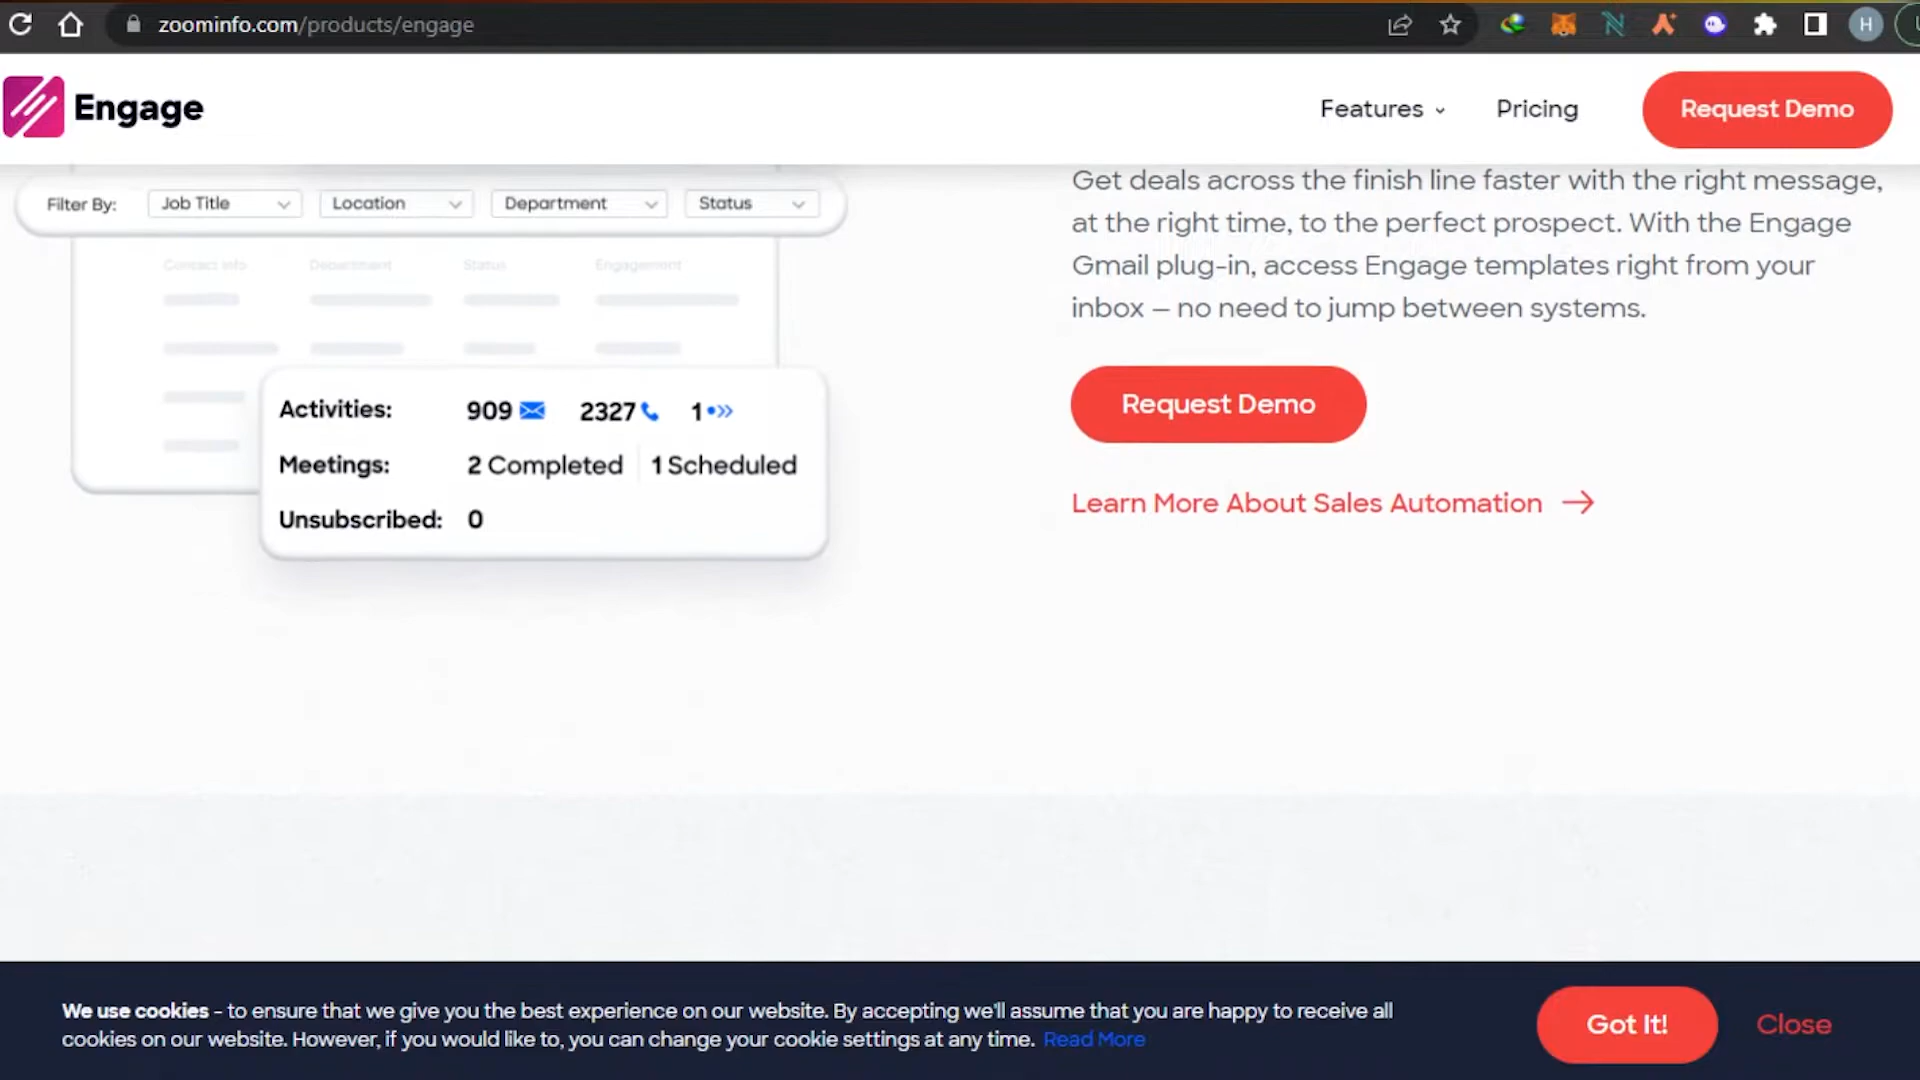 zoominfo.com/products/engage
H
Engage
Features
Pricing
Request Demo
Filter By:
Job Title
Location
Department
Status
Contact Info
Department
Status
Engagement
Activities:
909
2327
1
Meetings:
2 Completed
1 Scheduled
Unsubscribed:
0
Get deals across the finish line faster with the right message,
at the right time, to the perfect prospect. With the Engage
Gmail plug-in, access Engage templates right from your
inbox – no need to jump between systems.
Request Demo
Learn More About Sales Automation
We use cookies - to ensure that we give you the best experience on our website. By accepting we'll assume that you are happy to receive all
cookies on our website. However, if you would like to, you can change your cookie settings at any time. Read More
Got It!
Close